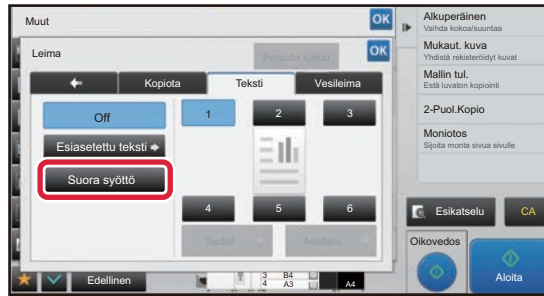 Muut
OK
Leima
Peruuta kaikki
OK
Kopiota
Teksti
Vesileima
Off
Esiasetettu teksti
Suora syöttö
1
2
3
4
5
6
Tiedot
Asettelu
Edellinen
3 B4
4 A3
A4
Alkuperäinen
Vaihda kokoa/suuntaa
Mukaut. kuva
Yhdistä rekisteröidyt kuvat
Mallin tul.
Estä luvaton kopiointi
2-Puol.Kopio
Moniotos
Sijoita monta sivua sivulle
Esikatselu
CA
Oikovedos
Aloita